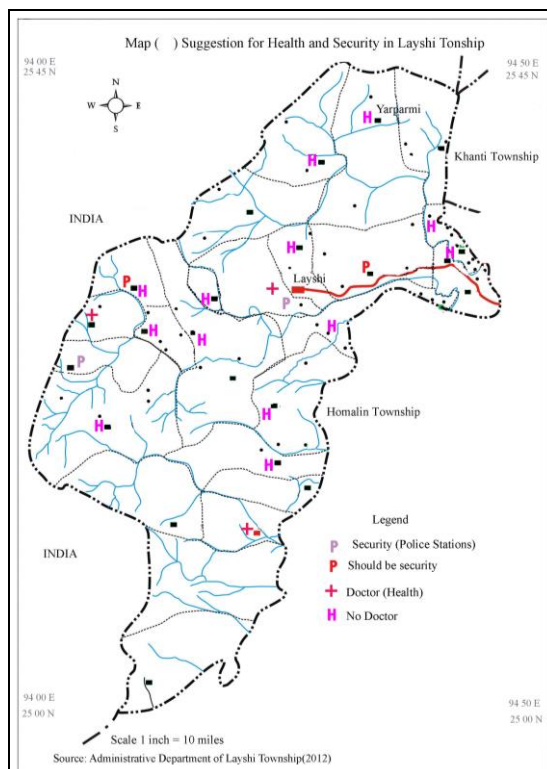 Map (   ) Suggestion for Health and Security in Layshi Tonship
94 00 E
25 45 N
94 50 E
25 45 N
N
W E
S
Yarparmi
H
H
Khanti Township
INDIA
H
H
Layshi
P
H
P
P
H
H
H
H
H
P
H
Homalin Township
H
H
INDIA
Legend
P Security (Police Stations)
P Should be security
Doctor (Health)
H No Doctor
94 00 E
25 00 N
94 50 E
25 00 N
Scale 1 inch = 10 miles
Source: Administrative Department of Layshi Township(2012)